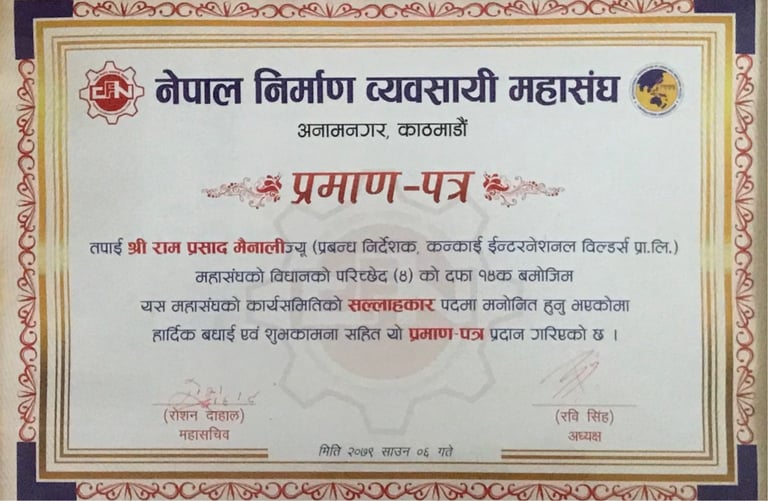 नेपाल निर्माण व्यवसायी महासंघ
अनामनगर, काठमाडौं
प्रमाण-पत्र
तपाई श्री राम प्रसाद मैनालीज्यू (प्रबन्ध निर्देशक, कन्काई ईन्टरनेशनल विल्डर्स प्रा.लि.)
महासंघको विधानको परिच्छेद (४) को दफा १४क बमोजिम
यस महासंघको कार्यसमितिको सल्लाहकार पदमा मनोनित हुनु भएकोमा
हार्दिक बधाई एवं शुभकामना सहित यो प्रमाण-पत्र प्रदान गरिएको छ ।
(रोशन दाहाल)
महासचिव
(रवि सिंह)
अध्यक्ष
मिति २०७९ साउन ०६ गते